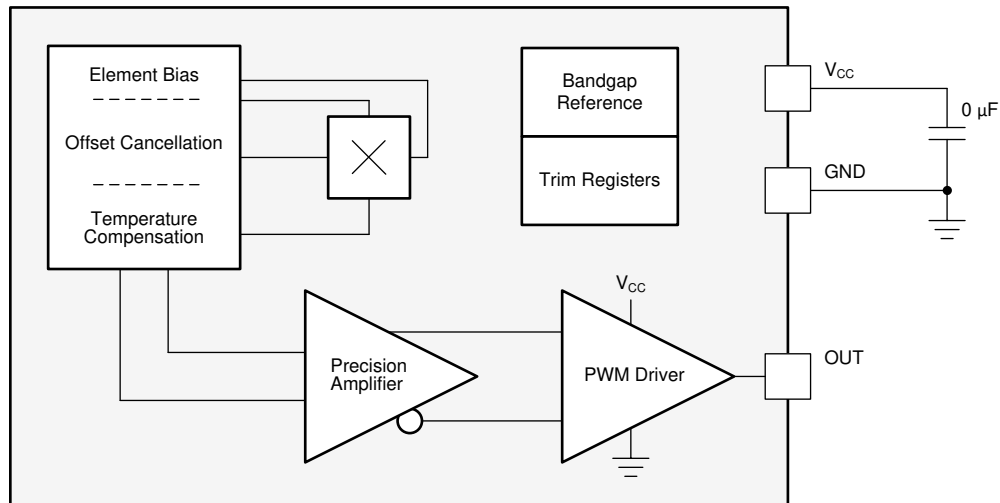 Element Bias
Offset Cancellation
Temperature
Compensation
Bandgap
Reference
Trim Registers
VCC
0 µF
GND
Precision
Amplifier
VCC
PWM Driver
OUT